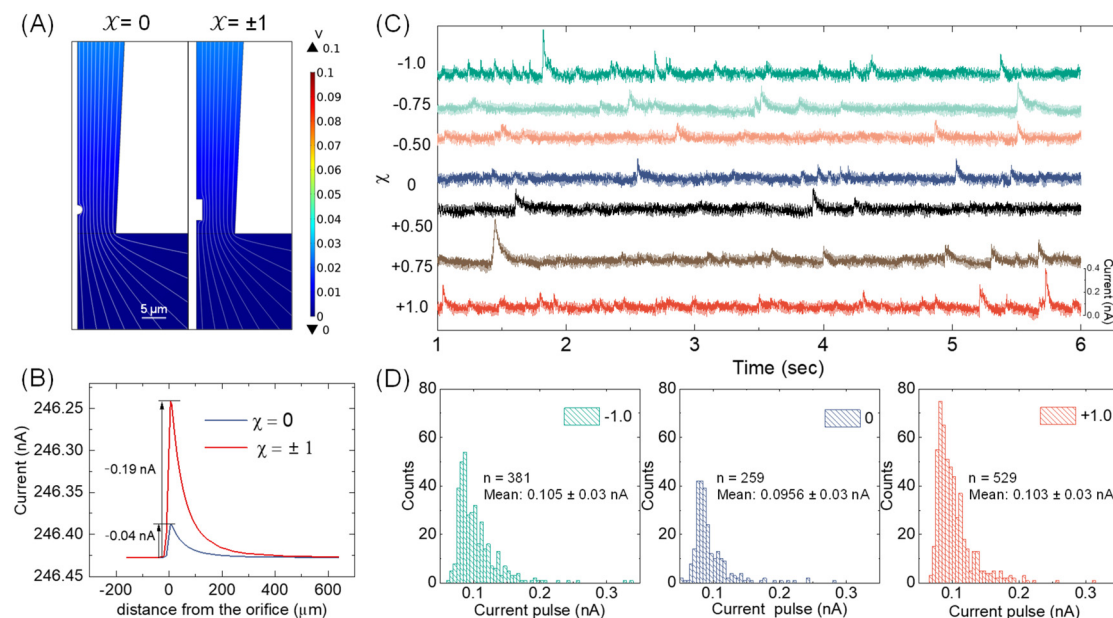 (A)
χ = 0
χ = ±1
V
0.1
0.1
0.09
0.08
0.07
0.06
0.05
0.04
0.03
0.02
0.01
0
0
5 μm
(B)
Current (nA)
246.25
246.30
246.35
246.40
246.45
χ = 0
χ = ± 1
-0.19 nA
-0.04 nA
-200
0
200
400
600
distance from the orifice (μm)
(C)
χ
-1.0
-0.75
-0.50
0
+0.50
+0.75
+1.0
0.4
0.2
0.0
Current (nA)
1
2
3
4
5
6
Time (sec)
(D)
Counts
80
60
40
20
0
-1.0
n = 381
Mean: 0.105 ± 0.03 nA
0.1
0.2
0.3
Current pulse (nA)
Counts
80
60
40
20
0
0
n = 259
Mean: 0.0956 ± 0.03 nA
0.1
0.2
0.3
Current pulse (nA)
Counts
80
60
40
20
0
+1.0
n = 529
Mean: 0.103 ± 0.03 nA
0.1
0.2
0.3
Current pulse (nA)